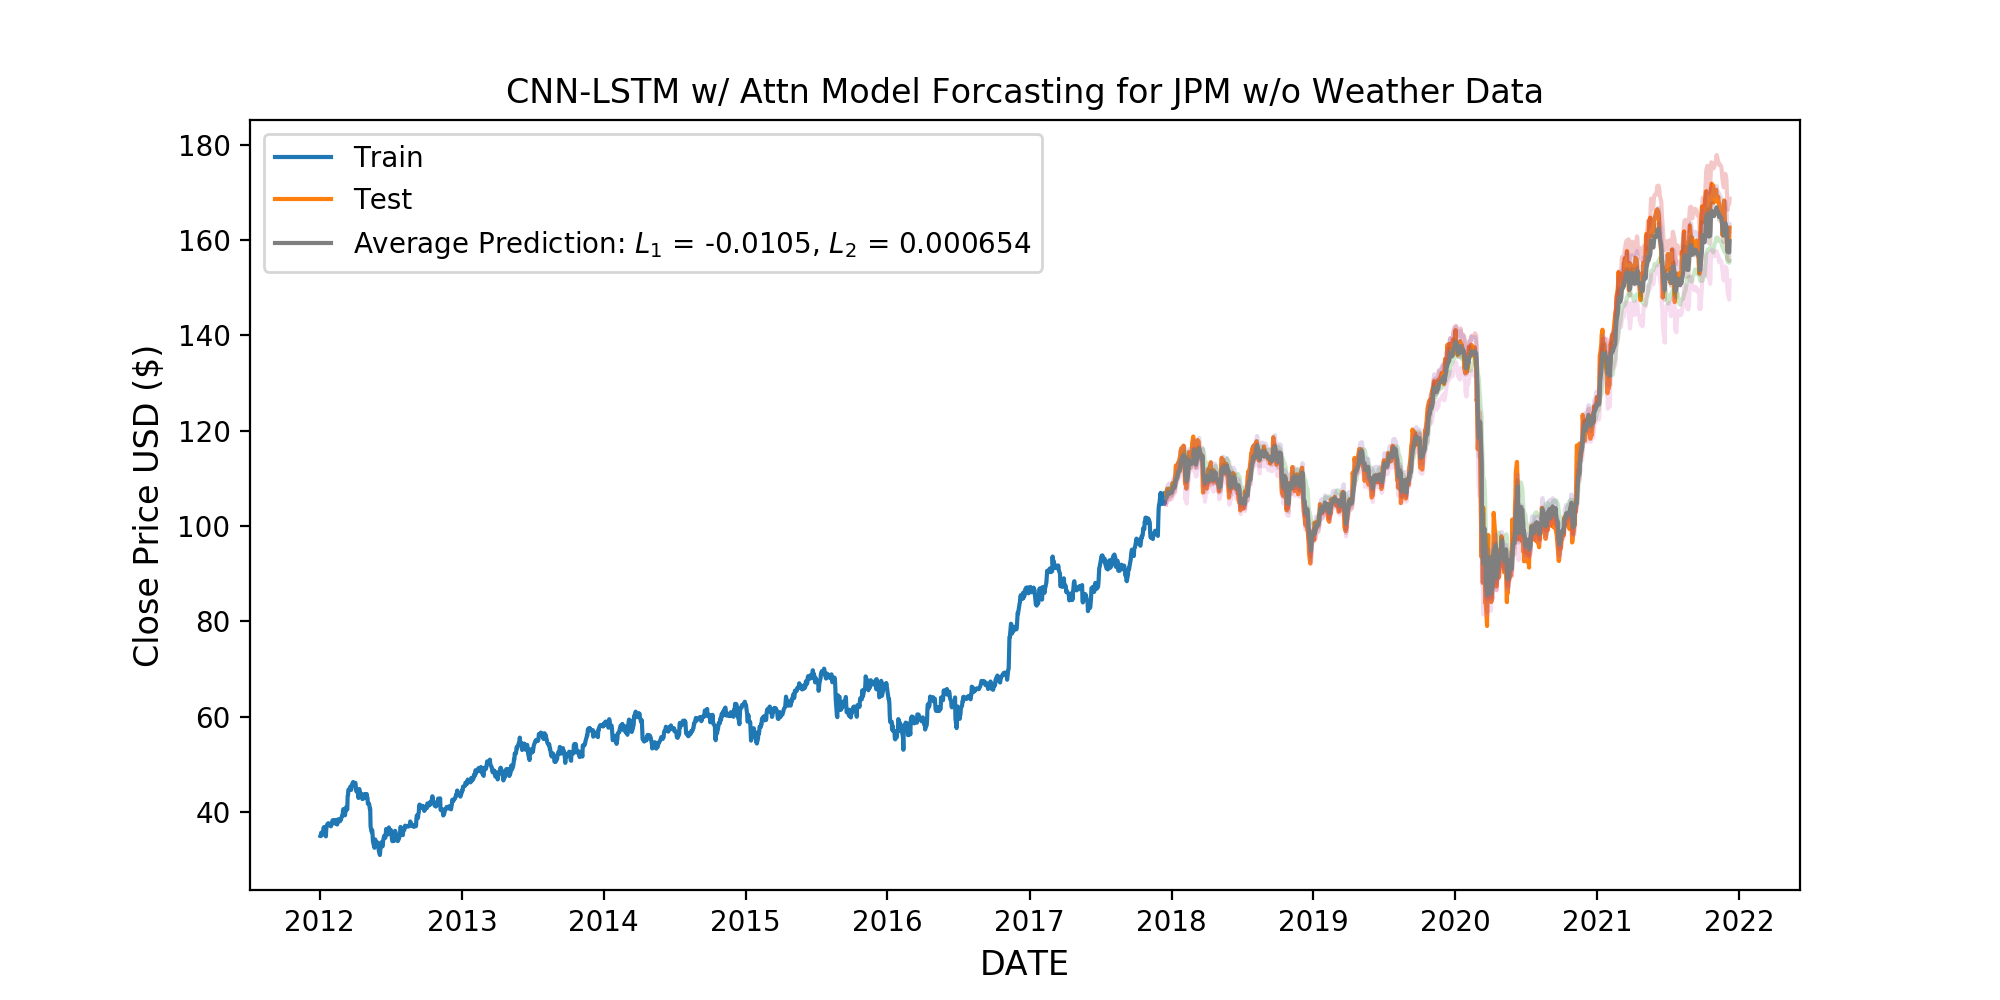 CNN-LSTM w/ Attn Model Forcasting for JPM w/o Weather Data
Train
Test
Average Prediction: L₁ = -0.0105, L₂ = 0.000654
Close Price USD ($)
180
160
140
120
100
80
60
40
2012 2013 2014 2015 2016 2017 2018 2019 2020 2021 2022
DATE